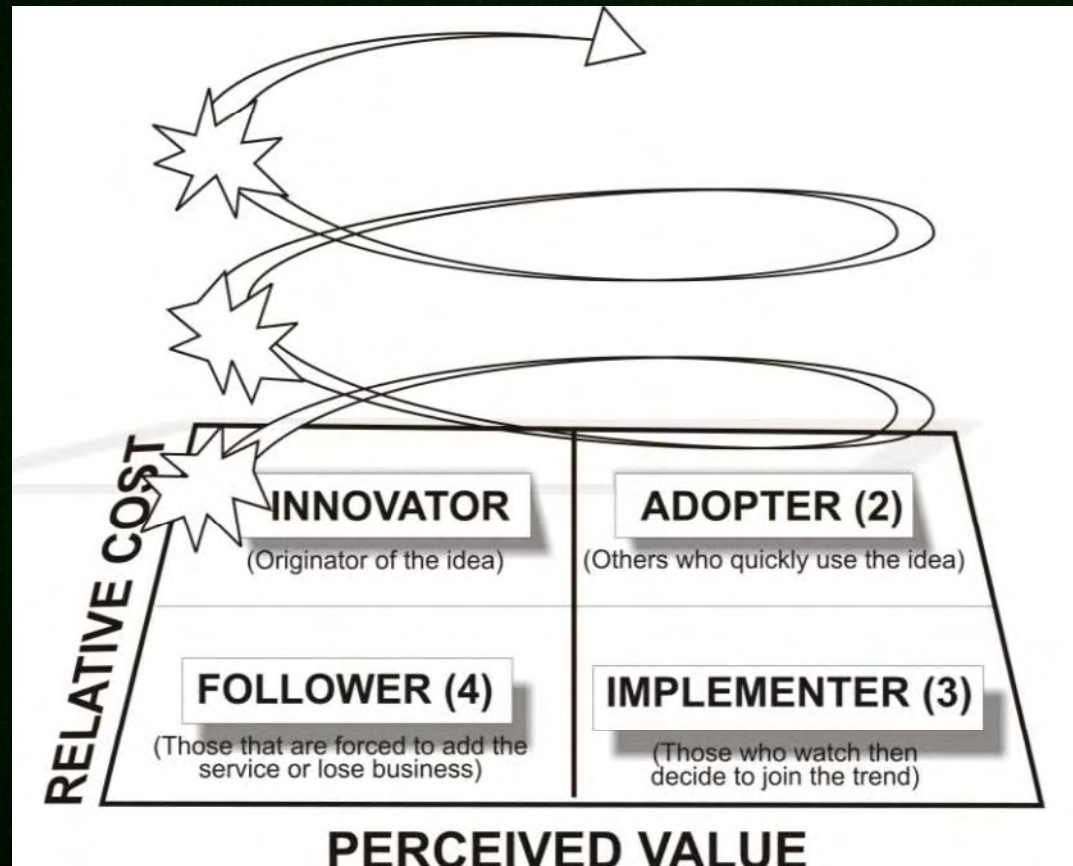 RELATIVE COST
INNOVATOR
(Originator of the idea)
ADOPTER (2)
(Others who quickly use the idea)
FOLLOWER (4)
(Those that are forced to add the
service or lose business)
IMPLEMENTER (3)
(Those who watch then
decide to join the trend)
PERCEIVED VALUE